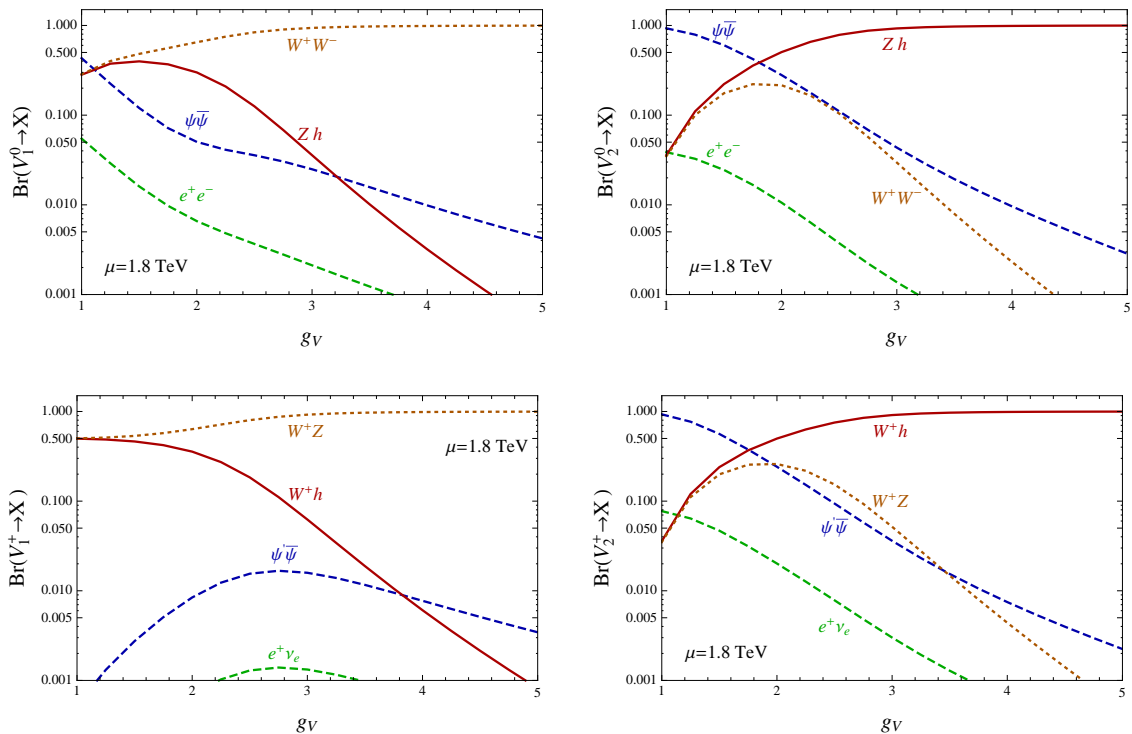 Br(V₁⁰→X)
1.000
0.500
0.100
0.050
0.010
0.005
0.001
W⁺W⁻
ψψ̅
Z h
e⁺e⁻
μ=1.8 TeV
1 2 3 4 5
g_V
Br(V₂⁰→X)
1.000
0.500
0.100
0.050
0.010
0.005
0.001
ψψ̅
Z h
e⁺e⁻
W⁺W⁻
μ=1.8 TeV
1 2 3 4 5
g_V
Br(V₁⁺→X)
1.000
0.500
0.100
0.050
0.010
0.005
0.001
W⁺Z
μ=1.8 TeV
W⁺h
ψ'ψ̅
e⁺ν_e
1 2 3 4 5
g_V
Br(V₂⁺→X)
1.000
0.500
0.100
0.050
0.010
0.005
0.001
W⁺h
W⁺Z
ψ'ψ̅
e⁺ν_e
μ=1.8 TeV
1 2 3 4 5
g_V